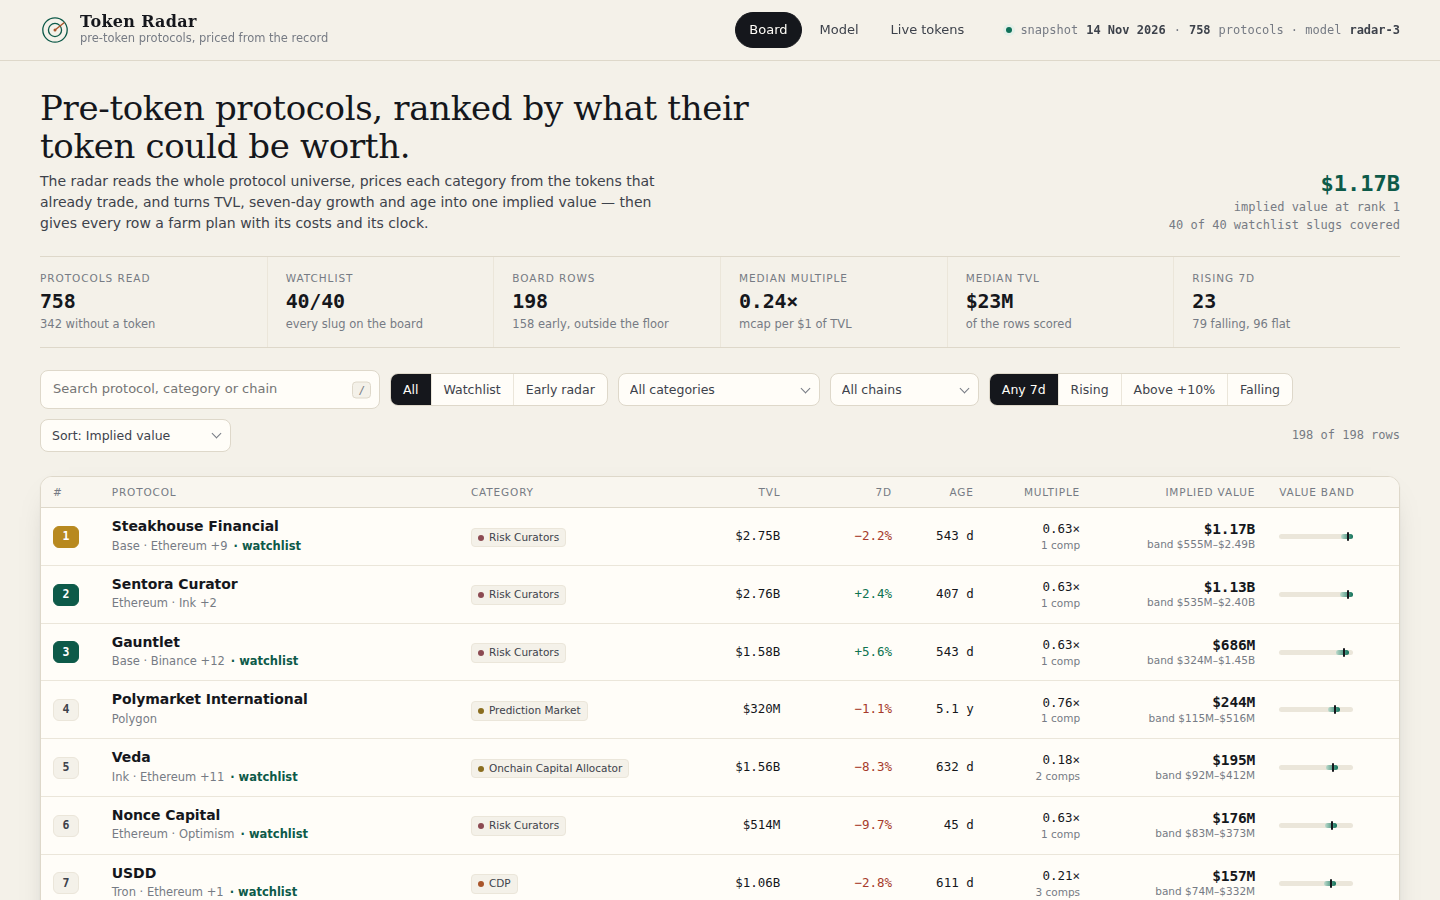 Token Radar
pre-token protocols, priced from the record
Board
Model
Live tokens
snapshot 14 Nov 2026 · 758 protocols · model radar-3
Pre-token protocols, ranked by what their
token could be worth.
The radar reads the whole protocol universe, prices each category from the tokens that
already trade, and turns TVL, seven-day growth and age into one implied value — then
gives every row a farm plan with its costs and its clock.
$1.17B
implied value at rank 1
40 of 40 watchlist slugs covered
PROTOCOLS READ
758
342 without a token
WATCHLIST
40/40
every slug on the board
BOARD ROWS
198
158 early, outside the floor
MEDIAN MULTIPLE
0.24×
mcap per $1 of TVL
MEDIAN TVL
$23M
of the rows scored
RISING 7D
23
79 falling, 96 flat
Search protocol, category or chain /
All Watchlist Early radar
All categories
All chains
Any 7d Rising Above +10% Falling
Sort: Implied value
198 of 198 rows
# PROTOCOL CATEGORY TVL 7D AGE MULTIPLE IMPLIED VALUE VALUE BAND
1 Steakhouse Financial Risk Curators $2.75B −2.2% 543 d 0.63× $1.17B
Base · Ethereum +9 · watchlist 1 comp band $555M–$2.49B
2 Sentora Curator Risk Curators $2.76B +2.4% 407 d 0.63× $1.13B
Ethereum · Ink +2 1 comp band $535M–$2.40B
3 Gauntlet Risk Curators $1.58B +5.6% 543 d 0.63× $686M
Base · Binance +12 · watchlist 1 comp band $324M–$1.45B
4 Polymarket International Prediction Market $320M −1.1% 5.1 y 0.76× $244M
Polygon 1 comp band $115M–$516M
5 Veda Onchain Capital Allocator $1.56B −8.3% 632 d 0.18× $195M
Ink · Ethereum +11 · watchlist 2 comps band $92M–$412M
6 Nonce Capital Risk Curators $514M −9.7% 45 d 0.63× $176M
Ethereum · Optimism · watchlist 1 comp band $83M–$373M
7 USDD CDP $1.06B −2.8% 611 d 0.21× $157M
Tron · Ethereum +1 · watchlist 3 comps band $74M–$332M